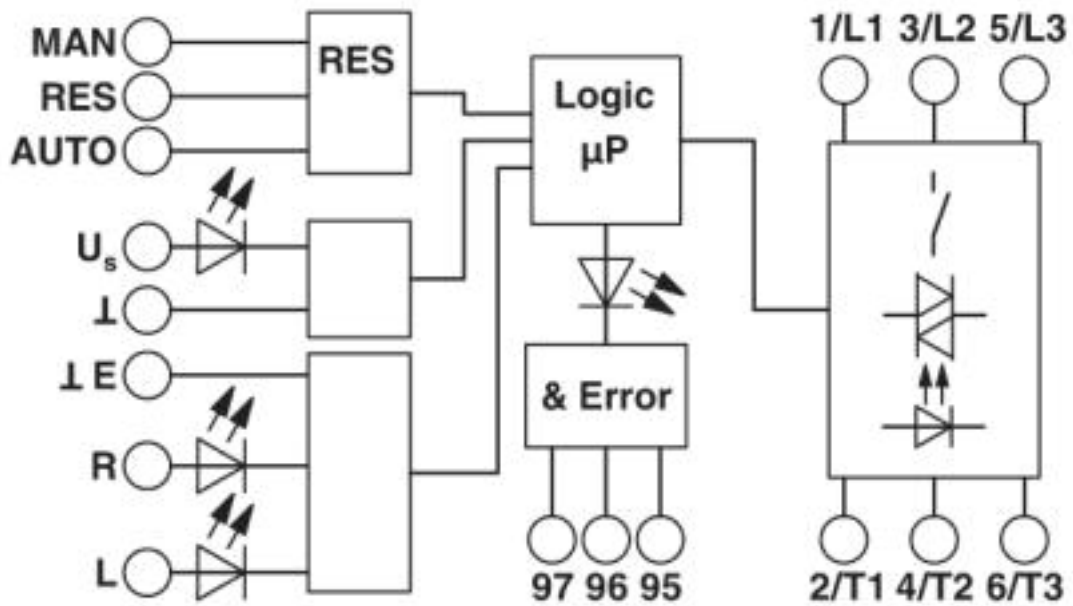 MAN
RES
AUTO
RES
U s
⊥
⊥ E
R
L
Logic
µP
& Error
97 96 95
1/L1 3/L2 5/L3
2/T1 4/T2 6/T3